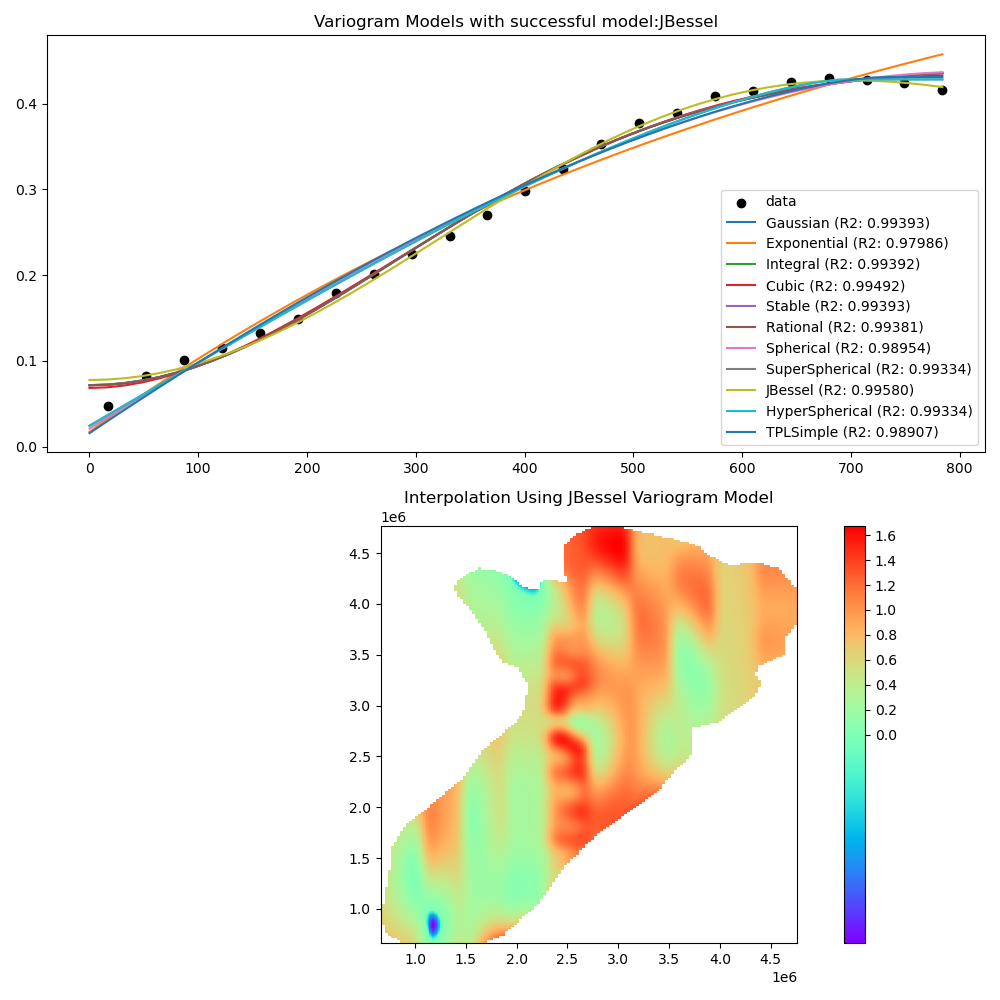 Variogram Models with successful model:JBessel
0.4
0.3
0.2
0.1
0.0
data
Gaussian (R2: 0.99393)
Exponential (R2: 0.97986)
Integral (R2: 0.99392)
Cubic (R2: 0.99492)
Stable (R2: 0.99393)
Rational (R2: 0.99381)
Spherical (R2: 0.98954)
SuperSpherical (R2: 0.99334)
JBessel (R2: 0.99580)
HyperSpherical (R2: 0.99334)
TPLSimple (R2: 0.98907)
0 100 200 300 400 500 600 700 800
Interpolation Using JBessel Variogram Model
1e6
4.5
4.0
3.5
3.0
2.5
2.0
1.5
1.0
1.0 1.5 2.0 2.5 3.0 3.5 4.0 4.5
1e6
1.6
1.4
1.2
1.0
0.8
0.6
0.4
0.2
0.0